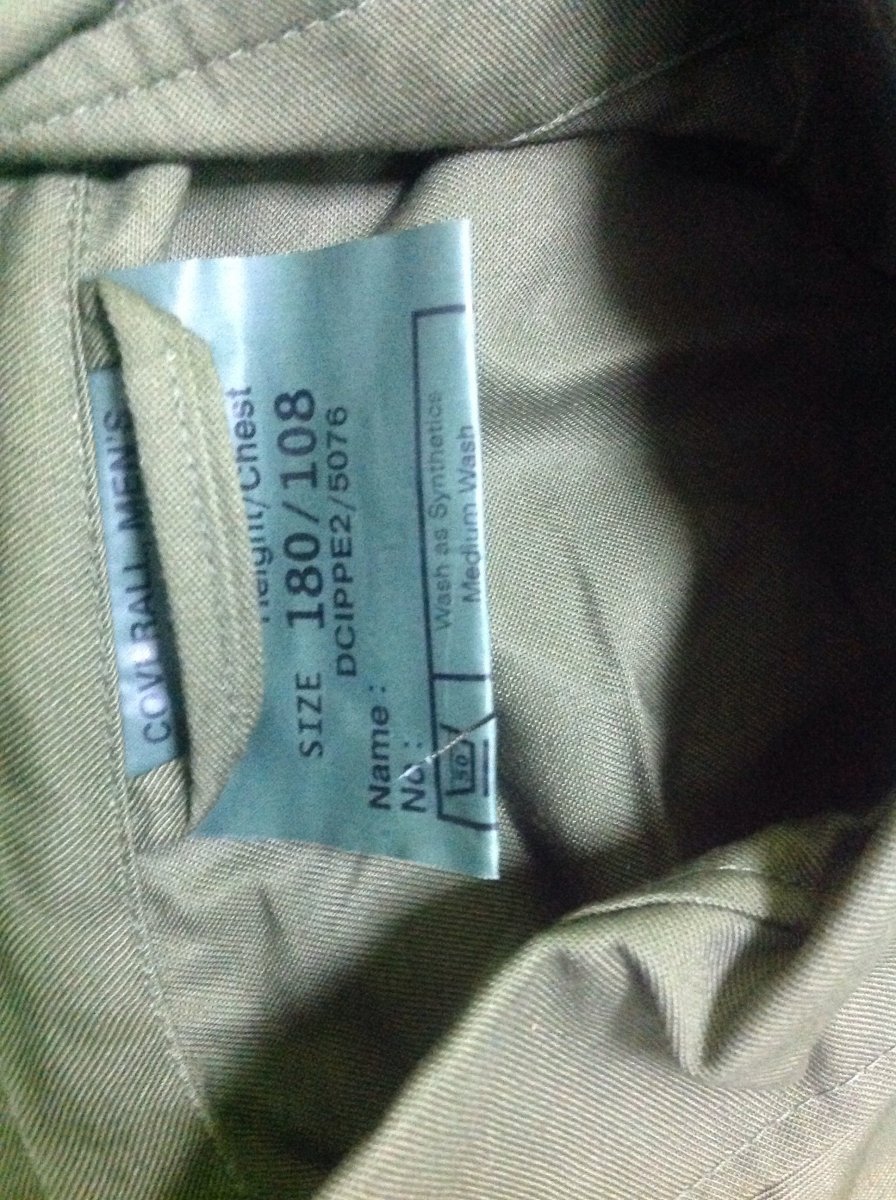 COVERALL, MEN'S
Height/Chest
SIZE 180/108
DCIPPE2/5076
Name :
No :
50
Wash as Synthetics
Medium Wash